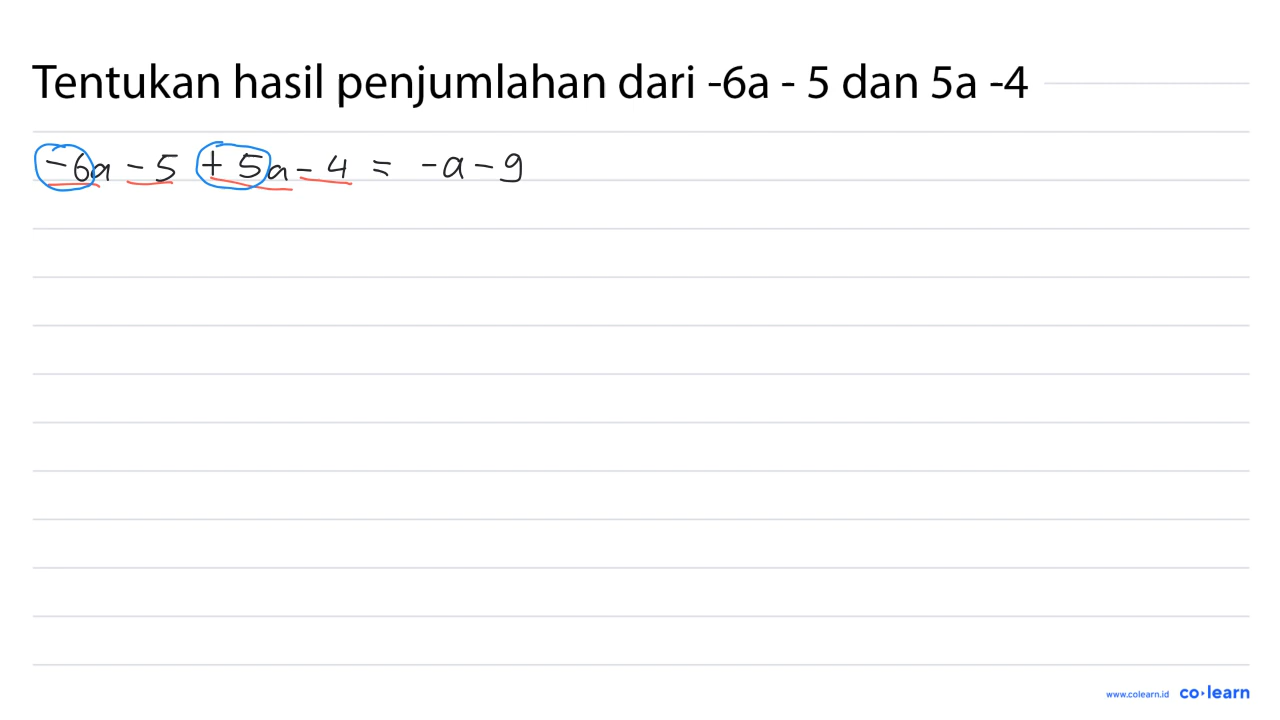 Tentukan hasil penjumlahan dari -6a - 5 dan 5a -4
-6a - 5 + 5a - 4 = -a - 9
www.colearn.id co·learn